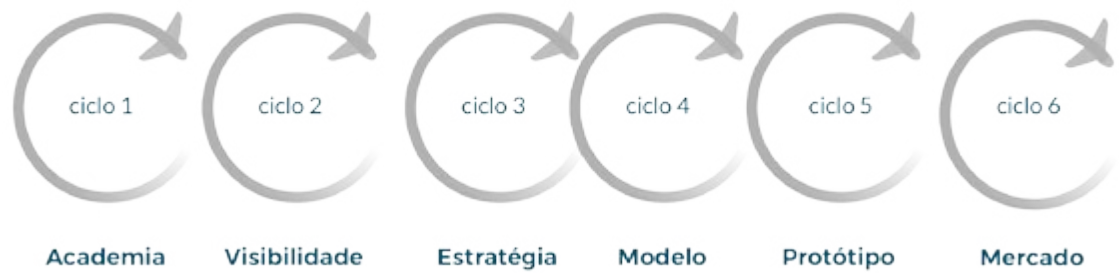 ciclo 1 ciclo 2 ciclo 3 ciclo 4 ciclo 5 ciclo 6
Academia Visibilidade Estratégia Modelo Protótipo Mercado